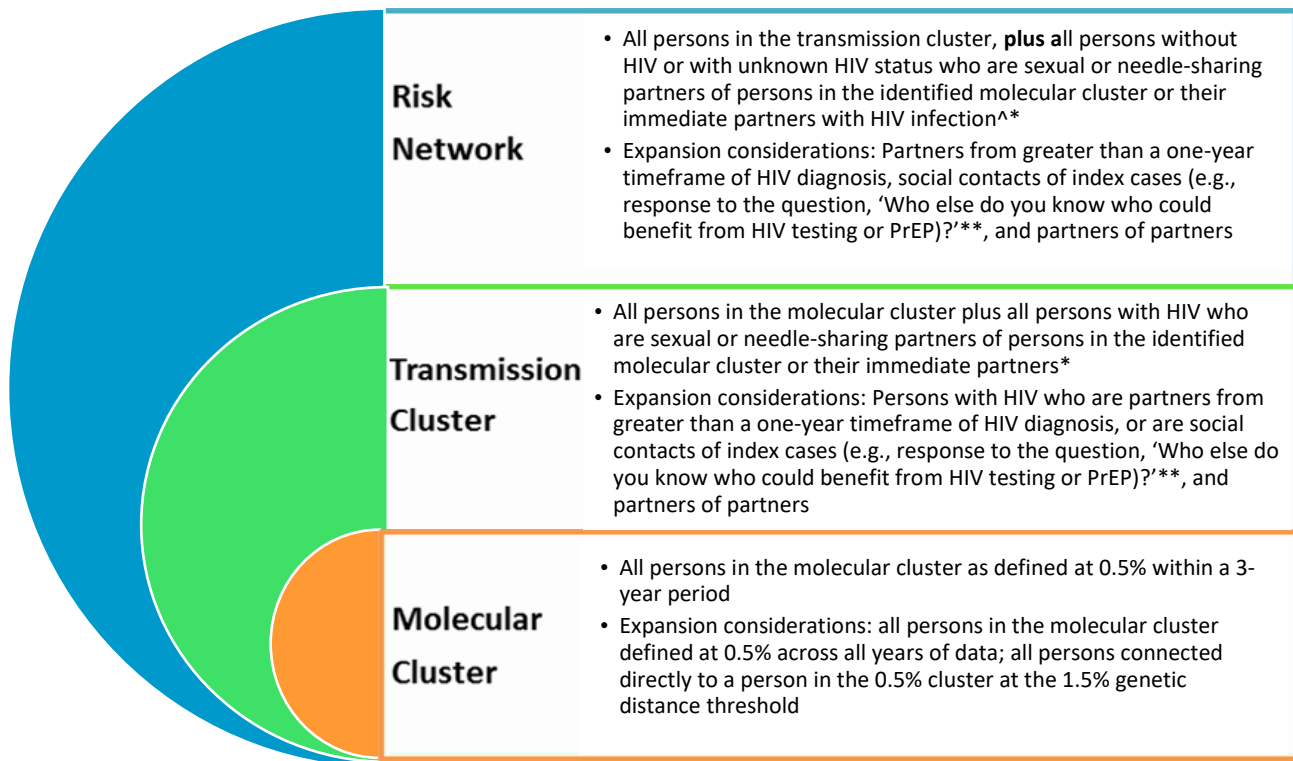 Risk
Network
• All persons in the transmission cluster, plus all persons without
HIV or with unknown HIV status who are sexual or needle-sharing
partners of persons in the identified molecular cluster or their
immediate partners with HIV infection^*
• Expansion considerations: Partners from greater than a one-year
timeframe of HIV diagnosis, social contacts of index cases (e.g.,
response to the question, ‘Who else do you know who could
benefit from HIV testing or PrEP)?’**, and partners of partners
Transmission
Cluster
• All persons in the molecular cluster plus all persons with HIV who
are sexual or needle-sharing partners of persons in the identified
molecular cluster or their immediate partners*
• Expansion considerations: Persons with HIV who are partners from
greater than a one-year timeframe of HIV diagnosis, or are social
contacts of index cases (e.g., response to the question, ‘Who else do
you know who could benefit from HIV testing or PrEP)?’**, and
partners of partners
Molecular
Cluster
• All persons in the molecular cluster as defined at 0.5% within a 3-
year period
• Expansion considerations: all persons in the molecular cluster
defined at 0.5% across all years of data; all persons connected
directly to a person in the 0.5% cluster at the 1.5% genetic
distance threshold